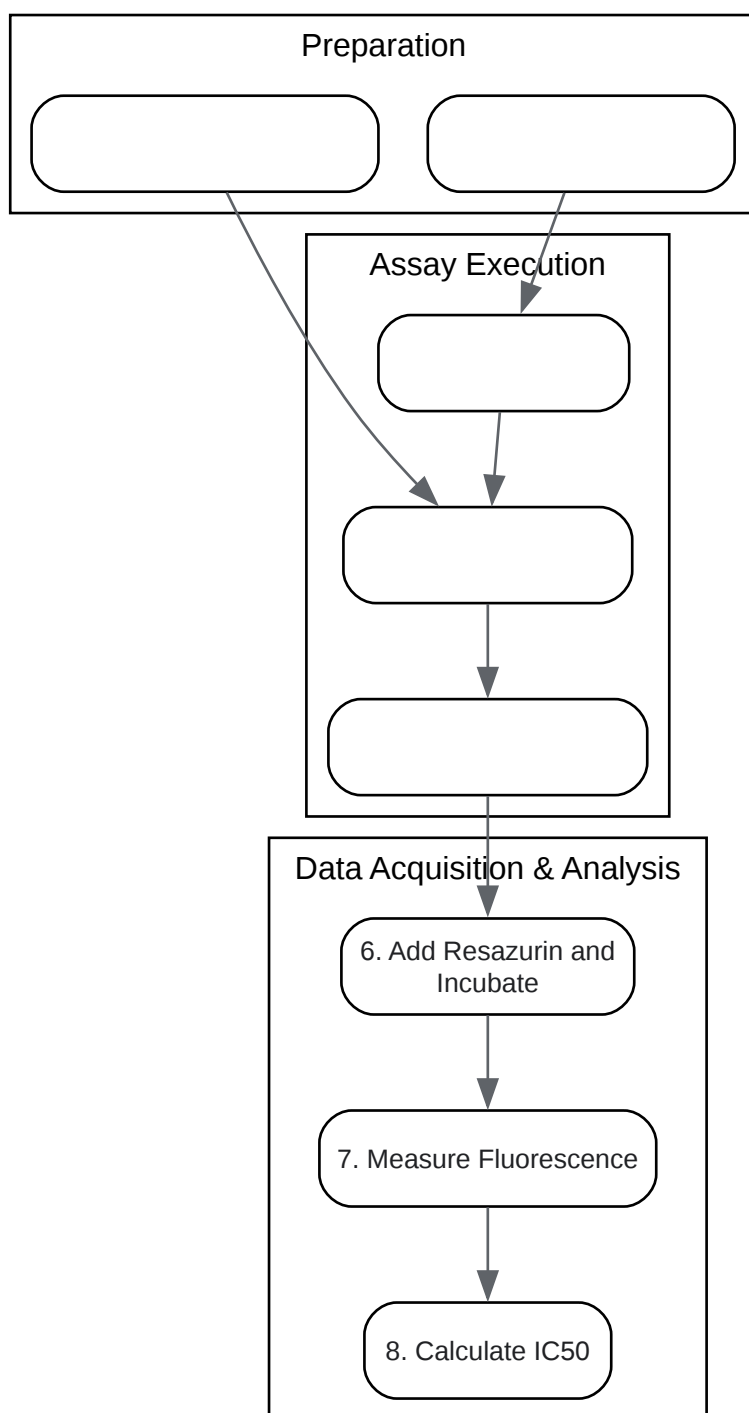 Preparation
Assay Execution
Data Acquisition & Analysis
6. Add Resazurin and
Incubate
7. Measure Fluorescence
8. Calculate IC50